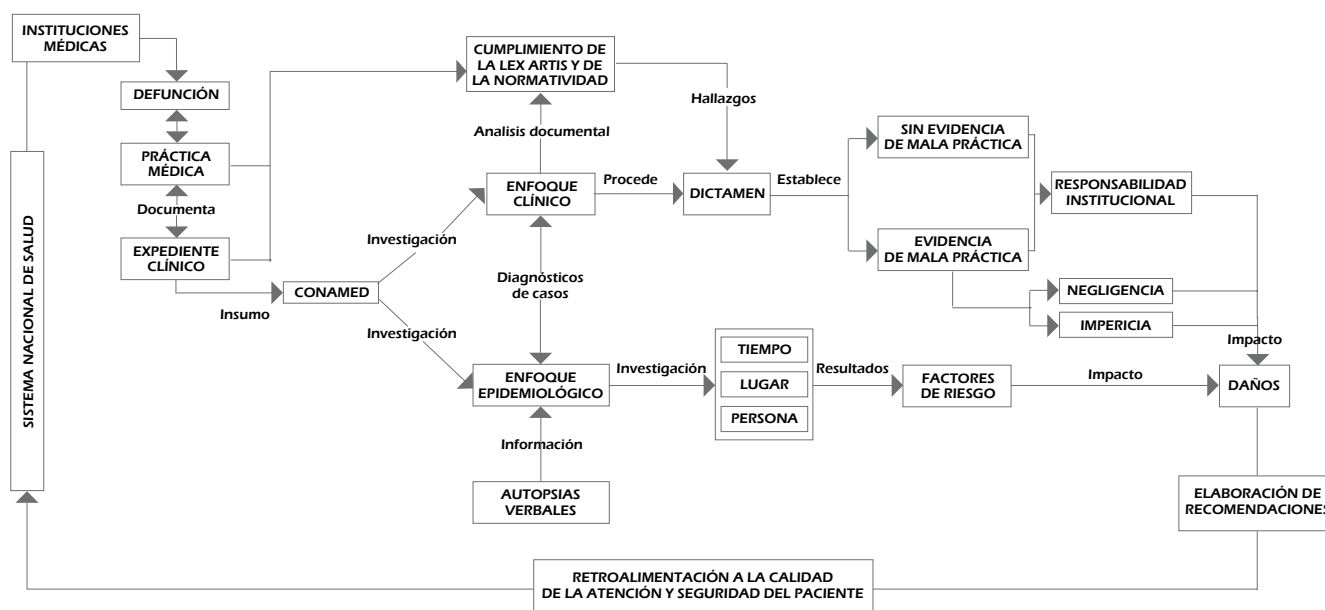 INSTITUCIONES
MÉDICAS
DEFUNCIÓN
PRÁCTICA
MÉDICA
Documenta
EXPEDIENTE
CLÍNICO
SISTEMA NACIONAL DE SALUD
Insumo
CONAMED
Investigación
Investigación
CUMPLIMIENTO DE
LA LEX ARTIS Y DE
LA NORMATIVIDAD
Analisis documental
ENFOQUE
CLÍNICO
Diagnósticos
de casos
ENFOQUE
EPIDEMIOLÓGICO
Información
AUTOPSIAS
VERBALES
Hallazgos
Procede
DICTAMEN
Establece
SIN EVIDENCIA
DE MALA PRÁCTICA
EVIDENCIA
DE MALA PRÁCTICA
RESPONSABILIDAD
INSTITUCIONAL
NEGLIGENCIA
IMPERICIA
Impacto
Investigación
TIEMPO
LUGAR
PERSONA
Resultados
FACTORES
DE RIESGO
Impacto
DAÑOS
ELABORACIÓN DE
RECOMENDACIONES
RETROALIMENTACIÓN A LA CALIDAD
DE LA ATENCIÓN Y SEGURIDAD DEL PACIENTE